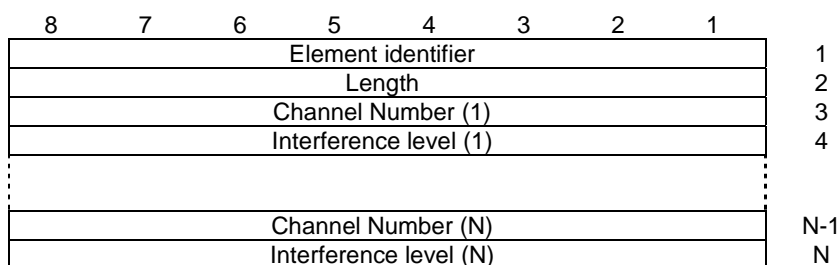 8 7 6 5 4 3 2 1
Element identifier 1
Length 2
Channel Number (1) 3
Interference level (1) 4
Channel Number (N) N-1
Interference level (N) N